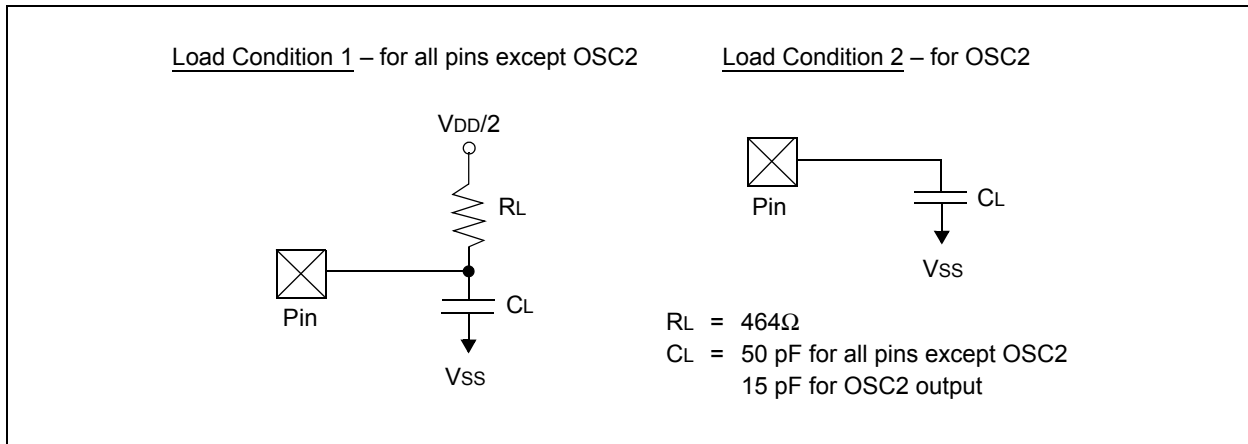 Load Condition 1 – for all pins except OSC2
Load Condition 2 – for OSC2
VDD/2
RL
Pin
CL
VSS
Pin
CL
VSS
RL = 464Ω
CL = 50 pF for all pins except OSC2
15 pF for OSC2 output